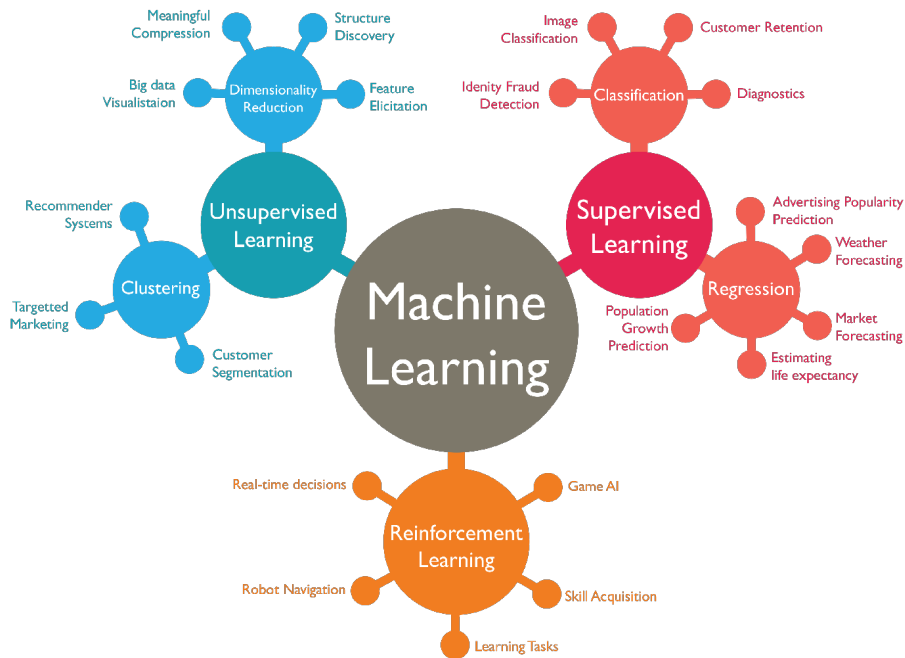 Meaningful
Compression
Structure
Discovery
Big data
Visualistaion
Dimensionality
Reduction
Feature
Elicitation
Unsupervised
Learning
Recommender
Systems
Clustering
Targetted
Marketing
Customer
Segmentation
Machine
Learning
Image
Classification
Customer Retention
Idenity Fraud
Detection
Classification
Diagnostics
Supervised
Learning
Advertising Popularity
Prediction
Weather
Forecasting
Regression
Population
Growth
Prediction
Market
Forecasting
Estimating
life expectancy
Real-time decisions
Game AI
Reinforcement
Learning
Robot Navigation
Skill Acquisition
Learning Tasks